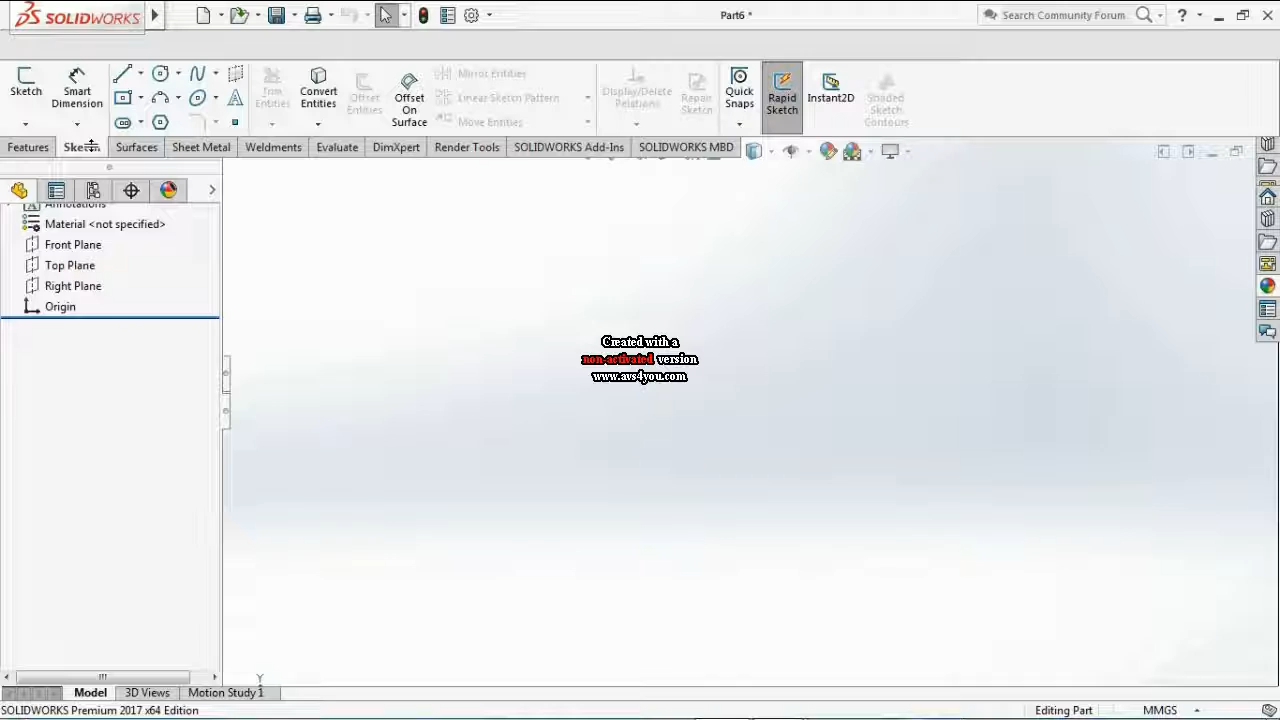 SOLIDWORKS
Part6 *
Search Community Forum
Sketch
Smart Dimension
Trim Entities
Convert Entities
Offset Entities
Offset On Surface
Mirror Entities
Linear Sketch Pattern
Move Entities
Display/Delete Relations
Repair Sketch
Quick Snaps
Rapid Sketch
Instant2D
Shaded Sketch Contours
Features
Sketch
Surfaces
Sheet Metal
Weldments
Evaluate
DimXpert
Render Tools
SOLIDWORKS Add-Ins
SOLIDWORKS MBD
Annotations
Material <not specified>
Front Plane
Top Plane
Right Plane
Origin
Created with a
non-activated version
www.avs4you.com
Y
Model
3D Views
Motion Study 1
SOLIDWORKS Premium 2017 x64 Edition
Editing Part
MMGS